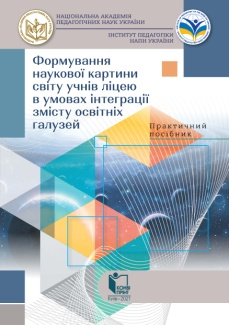 НАЦІОНАЛЬНА АКАДЕМІЯ
ПЕДАГОГІЧНИХ НАУК УКРАЇНИ
ІНСТИТУТ ПЕДАГОГІКИ
НАПН УКРАЇНИ
Формування
наукової картини
світу учнів ліцею
в умовах інтеграції
змісту освітніх
галузей
Практичний
посібник